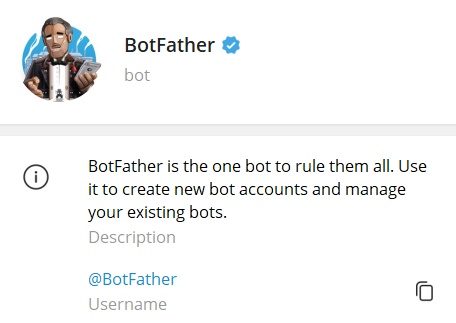 BotFather
bot
BotFather is the one bot to rule them all. Use
it to create new bot accounts and manage
your existing bots.
Description
@BotFather
Username